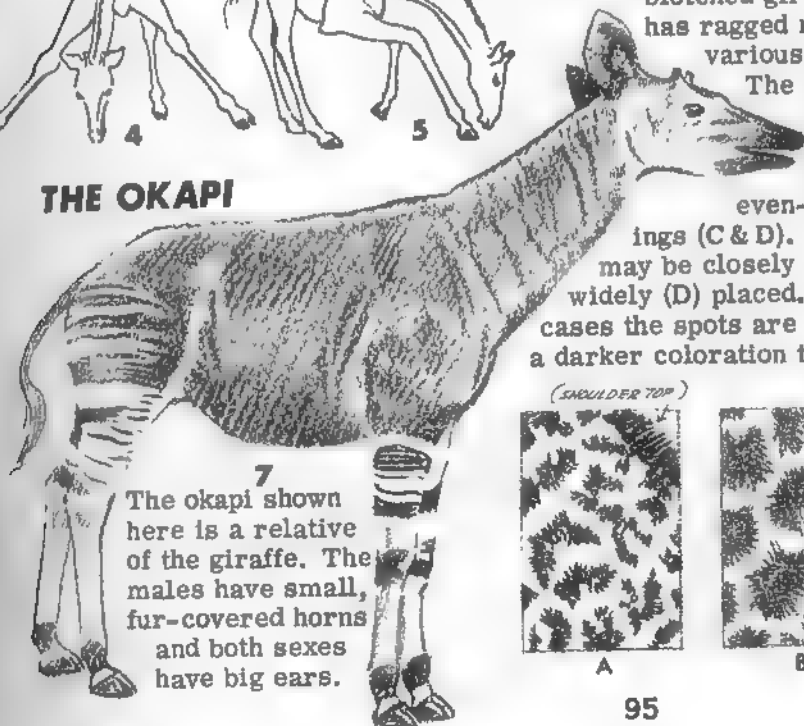 has ragged
various
The
4
5
THE OKAPI
even-
ings (C & D).
may be closely
widely (D) placed.
cases the spots are
a darker coloration
(SHOULDER TOP)
7
The okapi shown
here is a relative
of the giraffe. The
males have small,
fur-covered horns
and both sexes
have big ears.
A
95